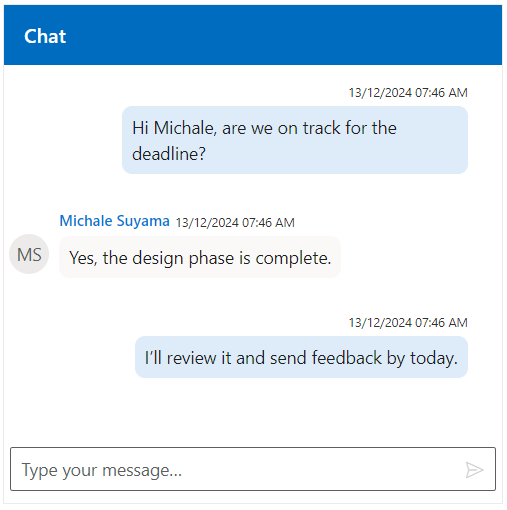 Chat
13/12/2024 07:46 AM
Hi Michale, are we on track for the
deadline?
Michale Suyama 13/12/2024 07:46 AM
MS
Yes, the design phase is complete.
13/12/2024 07:46 AM
I’ll review it and send feedback by today.
Type your message…